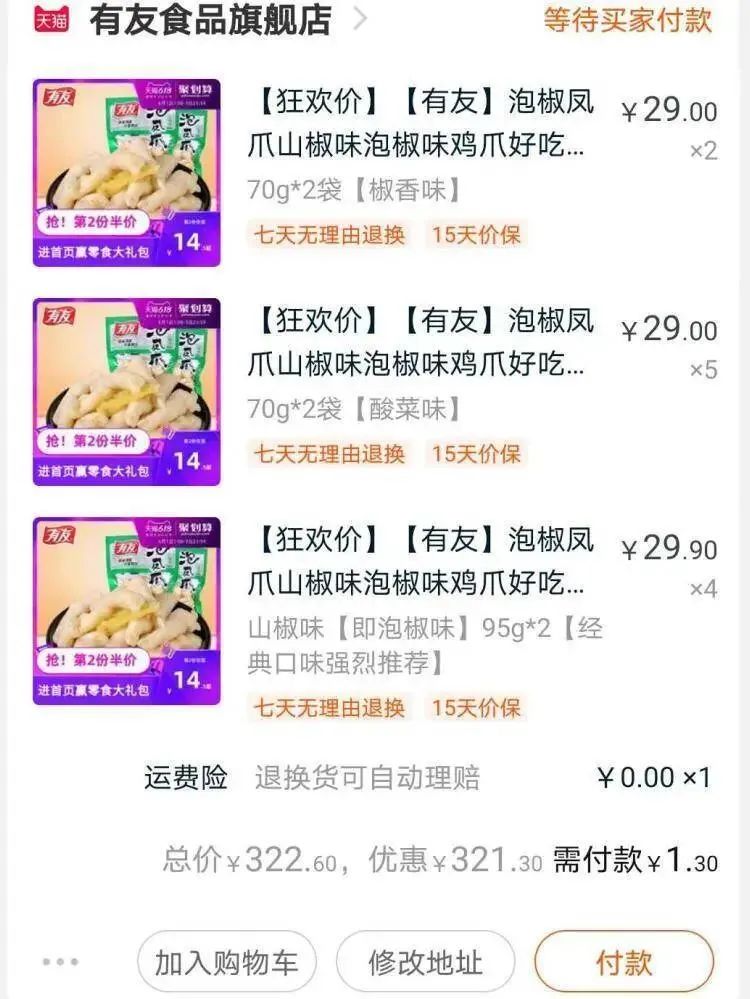 天猫 有友食品旗舰店 等待买家付款
有友
天猫618 聚划算
有友
抢！第2份半价
进首页赢零食大礼包
¥14
【狂欢价】【有友】泡椒凤 ¥29.00
爪山椒味泡椒味鸡爪好吃... ×2
70g*2袋【椒香味】
七天无理由退换 15天价保
有友
天猫618 聚划算
有友
抢！第2份半价
进首页赢零食大礼包
¥14
【狂欢价】【有友】泡椒凤 ¥29.00
爪山椒味泡椒味鸡爪好吃... ×5
70g*2袋【酸菜味】
七天无理由退换 15天价保
有友
天猫618 聚划算
有友
抢！第2份半价
进首页赢零食大礼包
¥14
【狂欢价】【有友】泡椒凤 ¥29.90
爪山椒味泡椒味鸡爪好吃... ×4
山椒味【即泡椒味】95g*2【经
典口味强烈推荐】
七天无理由退换 15天价保
运费险 退换货可自动理赔 ¥0.00 ×1
总价¥322.60，优惠¥321.30 需付款¥1.30
加入购物车 修改地址 付款